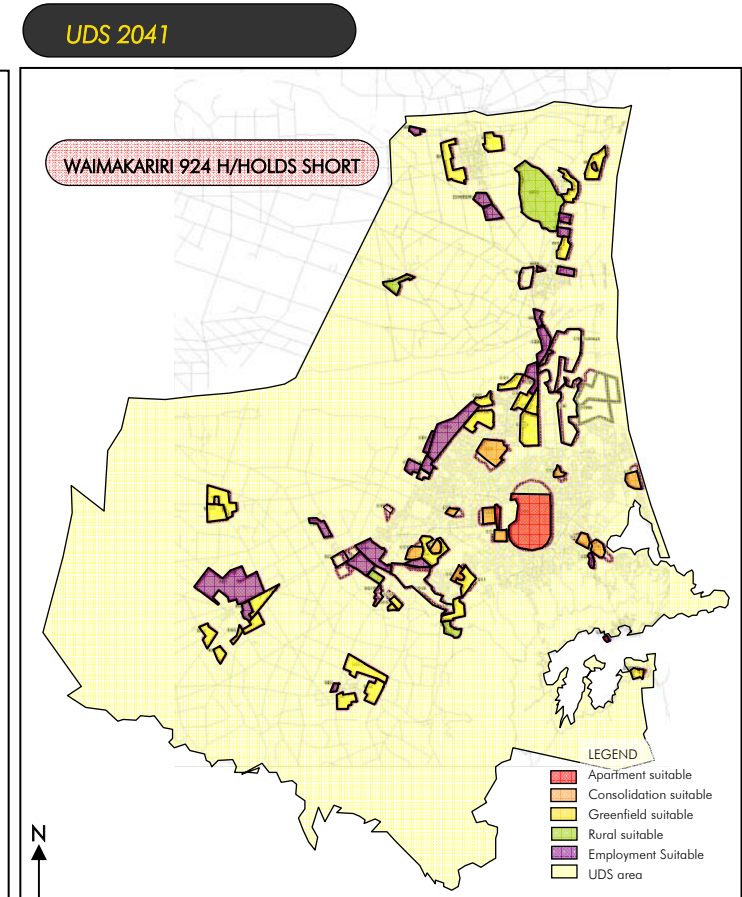 UDS 2041
WAIMAKARIRI 924 H/HOLDS SHORT
LEGEND
Apartment suitable
Consolidation suitable
Greenfield suitable
Rural suitable
Employment Suitable
UDS area
N